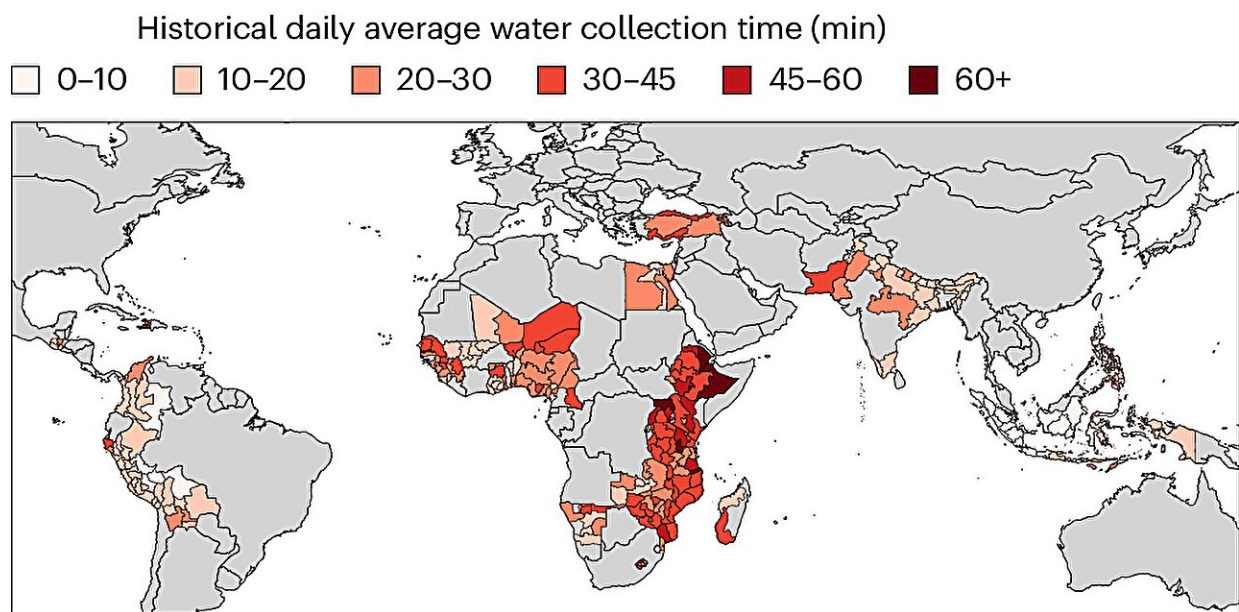 Historical daily average water collection time (min)
0–10 10–20 20–30 30–45 45–60 60+